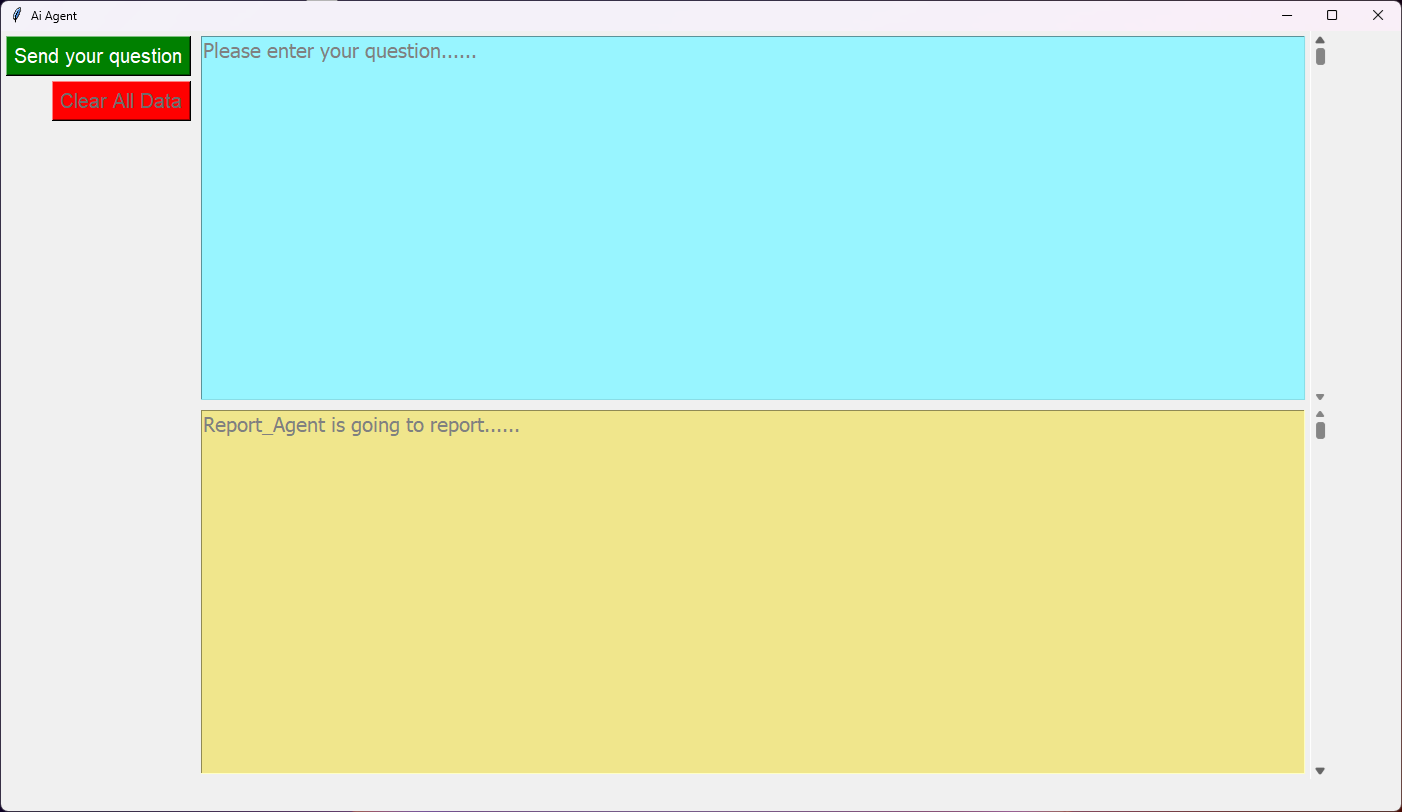 Ai Agent
Send your question
Clear All Data
Please enter your question......
Report_Agent is going to report......